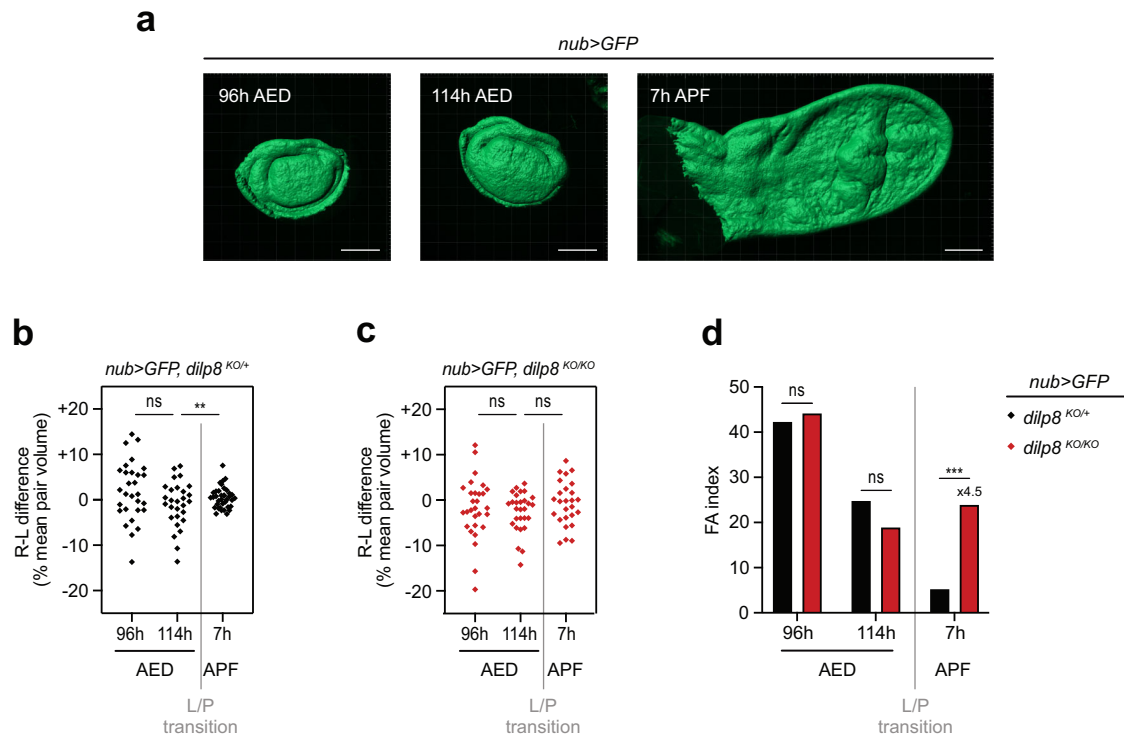 a
nub>GFP
96h AED
114h AED
7h APF
b
nub>GFP, dilp8 KO/+
+20
+10
0
-10
-20
R-L difference
(% mean pair volume)
ns
**
96h
114h
7h
AED
APF
L/P
transition
c
nub>GFP, dilp8 KO/KO
+20
+10
0
-10
-20
R-L difference
(% mean pair volume)
ns
ns
96h
114h
7h
AED
APF
L/P
transition
d
50
40
30
20
10
0
FA index
ns
ns
***
x4.5
96h
114h
7h
AED
APF
L/P
transition
nub>GFP
dilp8 KO/+
dilp8 KO/KO